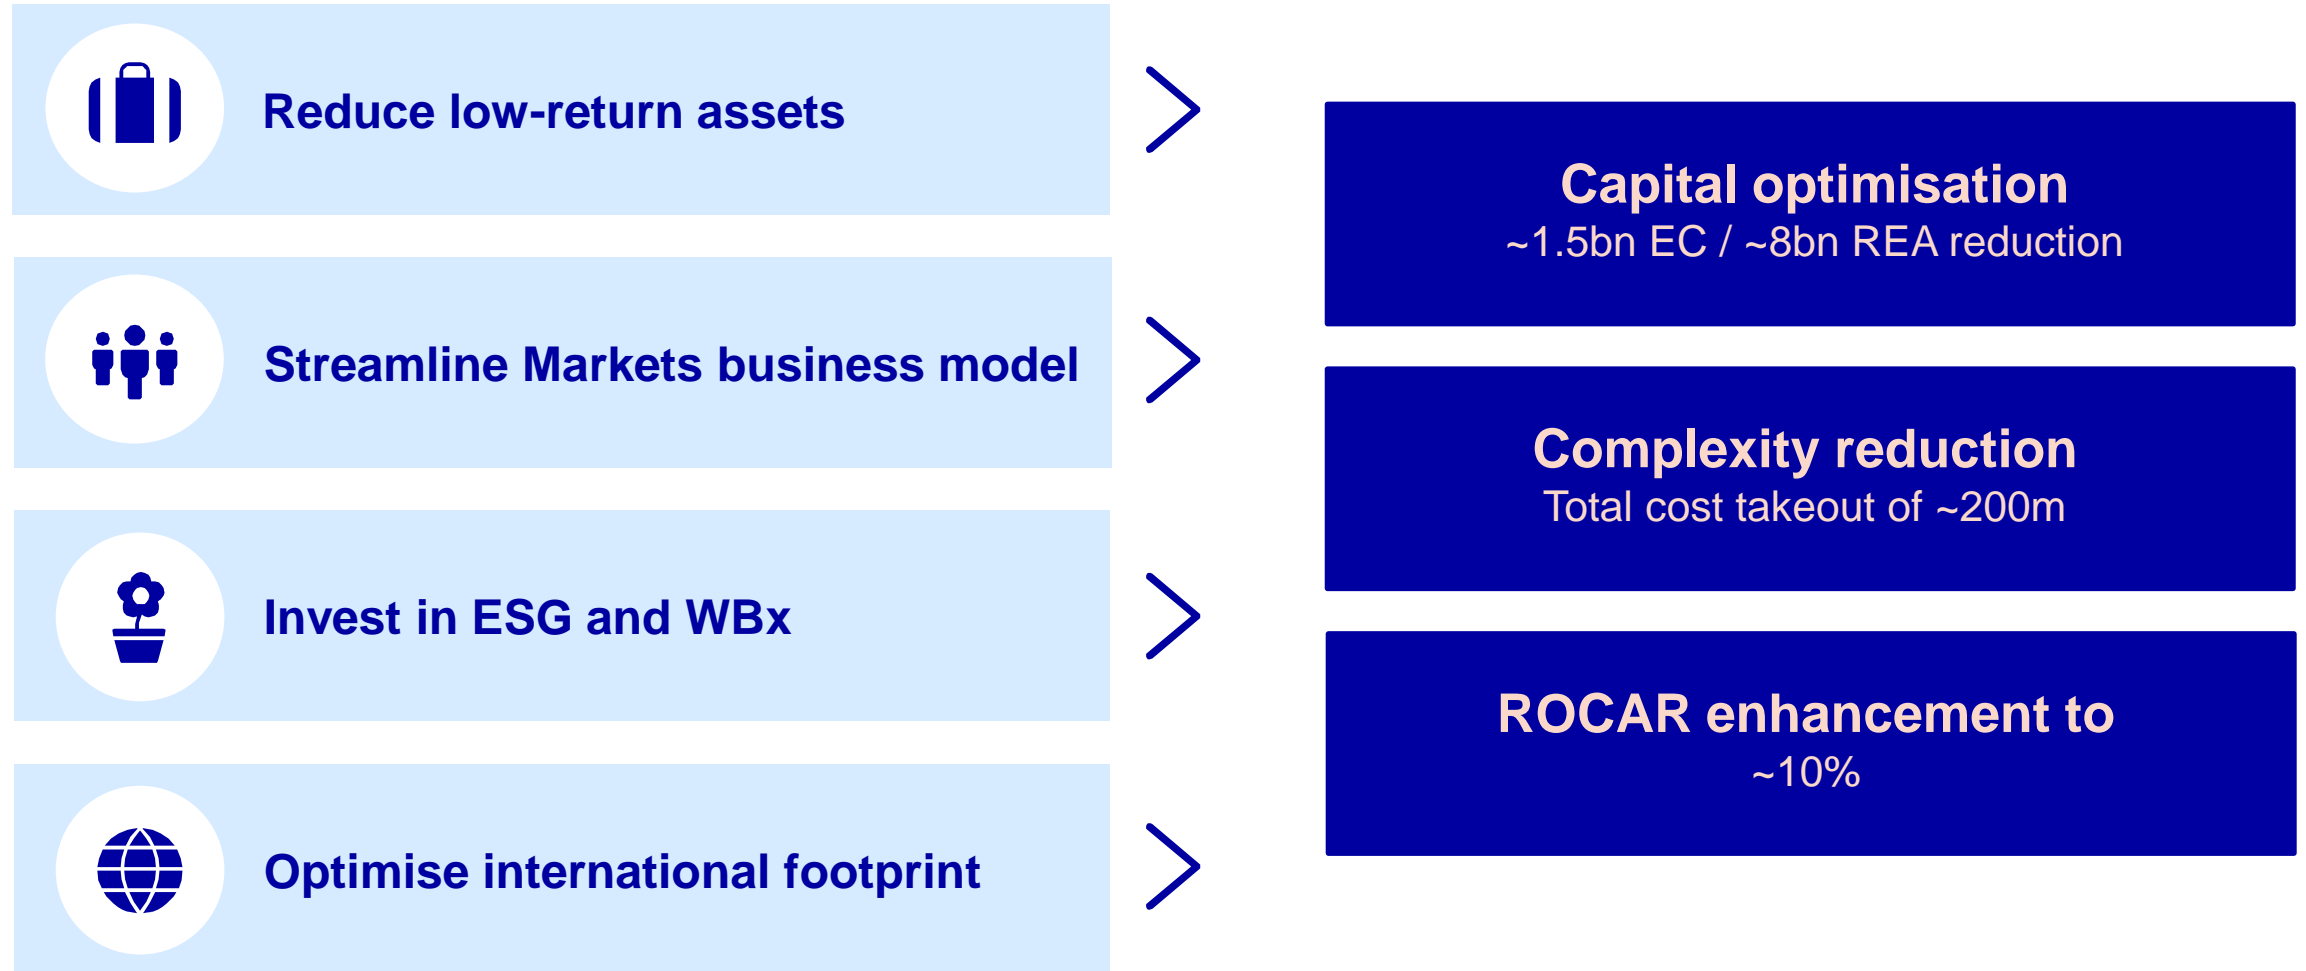 Reduce low-return assets
Streamline Markets business model
Invest in ESG and WBx
Optimise international footprint
Capital optimisation
~1.5bn EC / ~8bn REA reduction
Complexity reduction
Total cost takeout of ~200m
ROCAR enhancement to
~10%